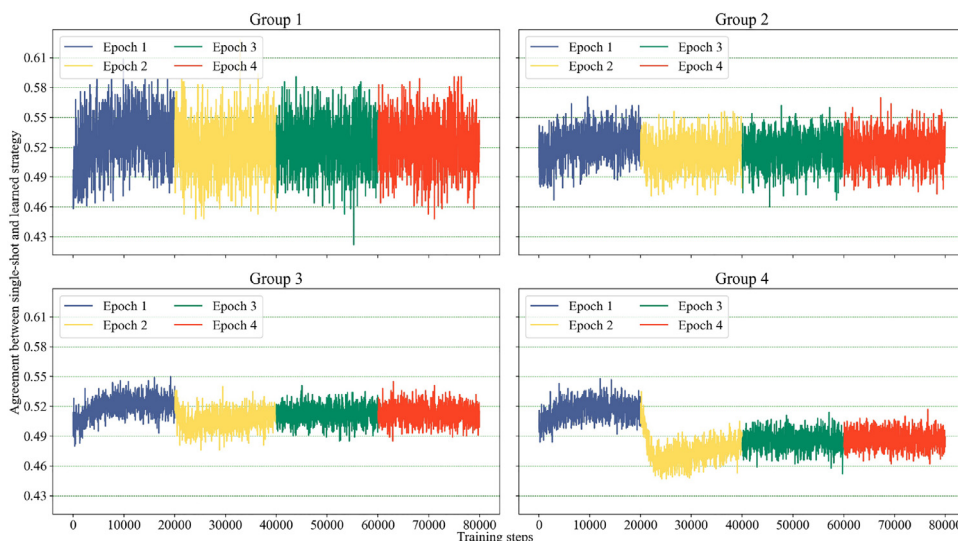 Group 1
Group 2
Epoch 1
Epoch 3
Epoch 2
Epoch 4
0.61
0.58
0.55
0.52
0.49
0.46
0.43
Epoch 1
Epoch 3
Epoch 2
Epoch 4
Agreement between single-shot and learned strategy
Group 3
Group 4
Epoch 1
Epoch 3
Epoch 2
Epoch 4
0.61
0.58
0.55
0.52
0.49
0.46
0.43
0 10000 20000 30000 40000 50000 60000 70000 80000
Epoch 1
Epoch 3
Epoch 2
Epoch 4
0 10000 20000 30000 40000 50000 60000 70000 80000
Training steps